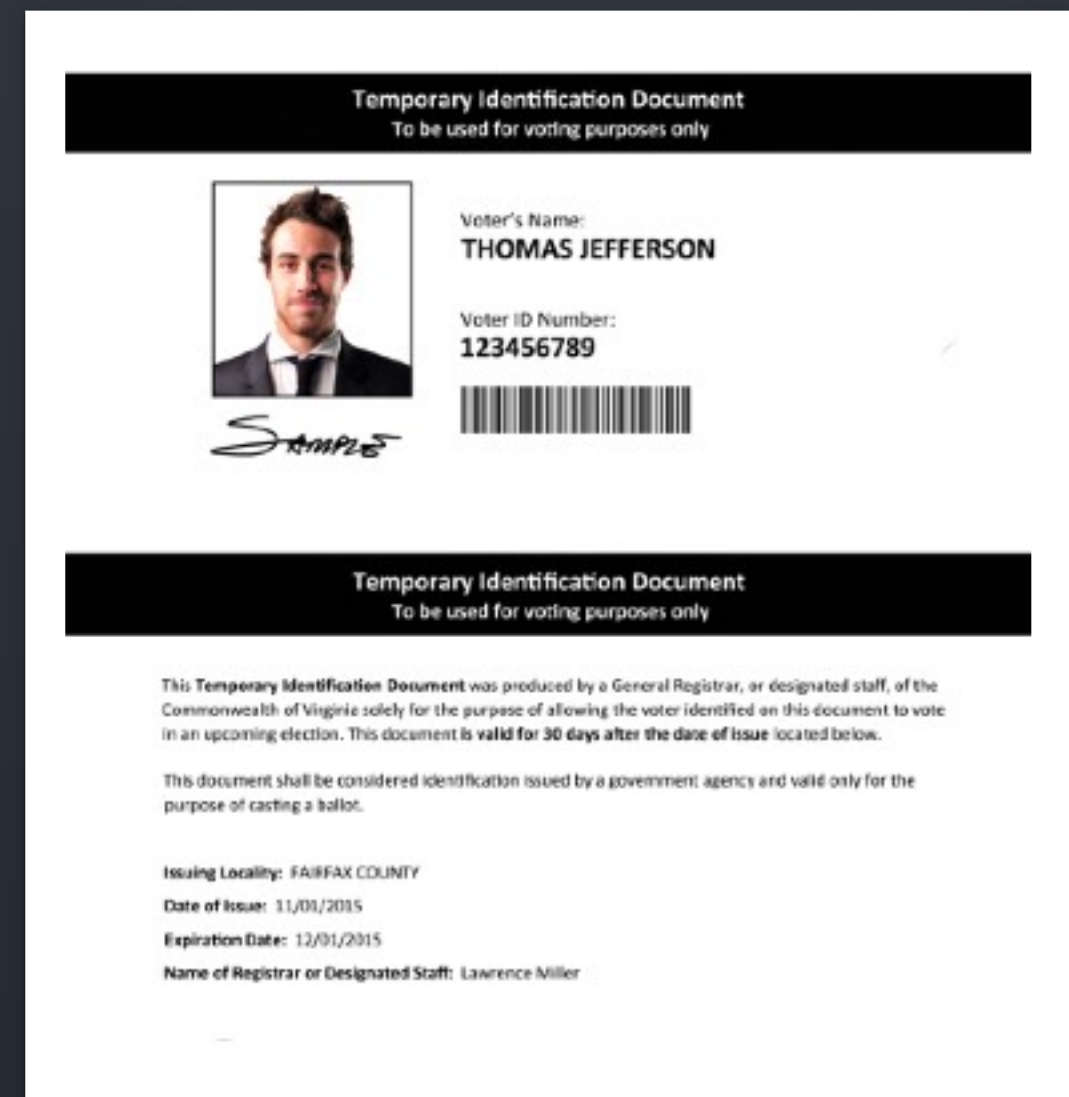 Temporary Identification Document
To be used for voting purposes only
Voter's Name:
THOMAS JEFFERSON
Voter ID Number:
123456789
SAMPLE
Temporary Identification Document
To be used for voting purposes only
This Temporary Identification Document was produced by a General Registrar, or designated staff, of the
Commonwealth of Virginia solely for the purpose of allowing the voter identified on this document to vote
in an upcoming election. This document is valid for 30 days after the date of issue located below.
This document shall be considered identification issued by a government agency and valid only for the
purpose of casting a ballot.
Issuing Locality: FAIRFAX COUNTY
Date of Issue: 11/01/2015
Expiration Date: 12/01/2015
Name of Registrar or Designated Staff: Lawrence Miller